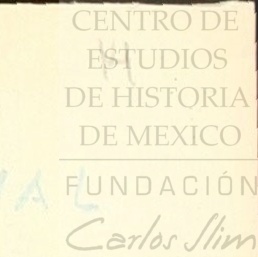 CENTRO DE
ESTUDIOS
DE HISTORIA
DE MEXICO
FUNDACIÓN
Carlos Slim